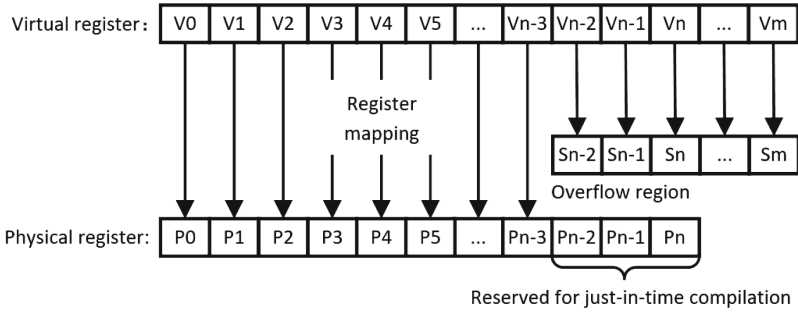 Virtual register: V0 V1 V2 V3 V4 V5 ... Vn-3 Vn-2 Vn-1 Vn ... Vm
Register
mapping
Sn-2 Sn-1 Sn ... Sm
Overflow region
Physical register: P0 P1 P2 P3 P4 P5 ... Pn-3 Pn-2 Pn-1 Pn
Reserved for just-in-time compilation